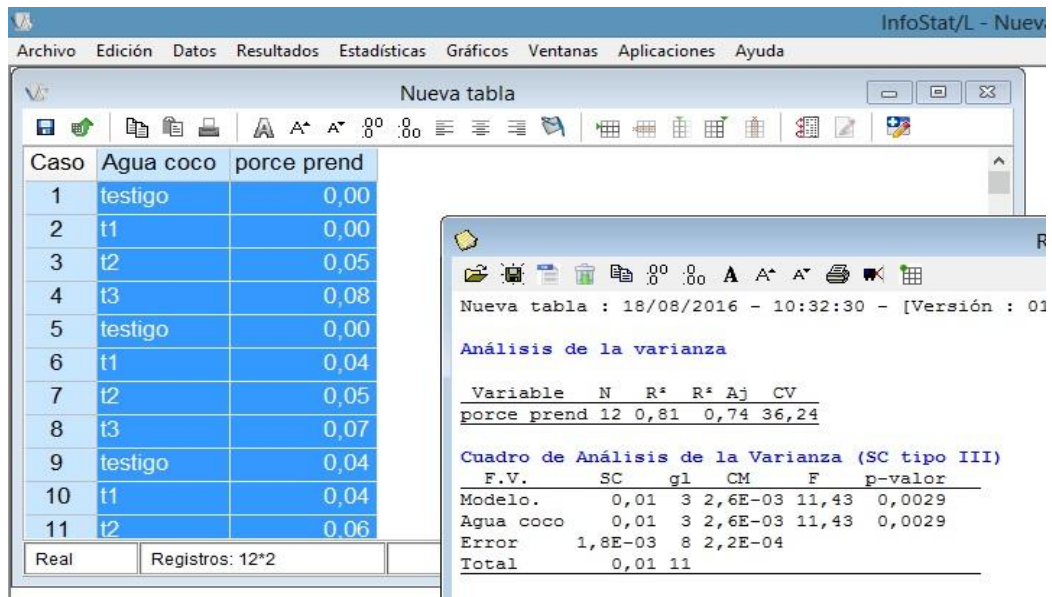 InfoStat/L - Nueva
Archivo Edición Datos Resultados Estadísticas Gráficos Ventanas Aplicaciones Ayuda
Nueva tabla
Caso Agua coco porce prend
1 testigo 0,00
2 t1 0,00
3 t2 0,05
4 t3 0,08
5 testigo 0,00
6 t1 0,04
7 t2 0,05
8 t3 0,07
9 testigo 0,04
10 t1 0,04
11 t2 0,06
Real Registros: 12*2
R
Nueva tabla : 18/08/2016 - 10:32:30 - [Versión : 01
Análisis de la varianza
Variable N R² R² Aj CV
porce prend 12 0,81 0,74 36,24
Cuadro de Análisis de la Varianza (SC tipo III)
F.V. SC gl CM F p-valor
Modelo. 0,01 3 2,6E-03 11,43 0,0029
Agua coco 0,01 3 2,6E-03 11,43 0,0029
Error 1,8E-03 8 2,2E-04
Total 0,01 11